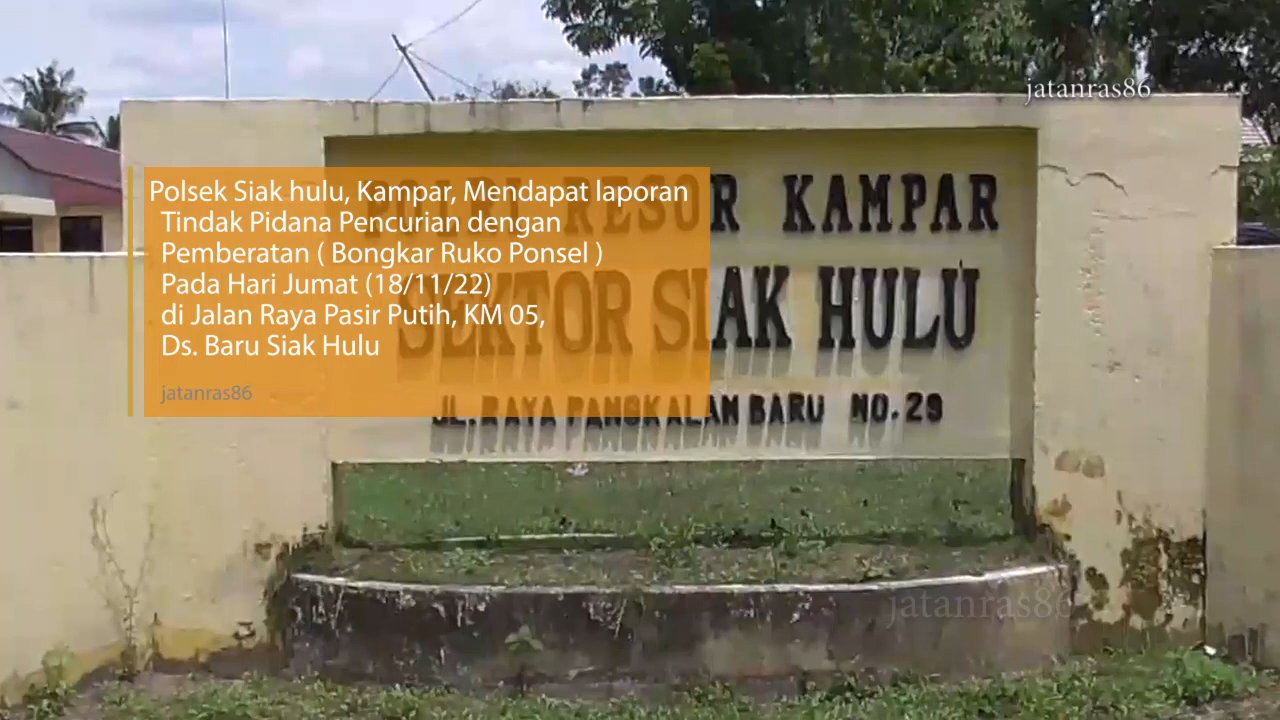 jatanras86
Polsek Siak hulu, Kampar, Mendapat laporan
Tindak Pidana Pencurian dengan
Pemberatan ( Bongkar Ruko Ponsel )
Pada Hari Jumat (18/11/22)
di Jalan Raya Pasir Putih, KM 05,
Ds. Baru Siak Hulu
jatanras86
RESOR KAMPAR
SEKTOR SIAK HULU
JL. RAYA PANGKALAN BARU NO. 29
jatanras86